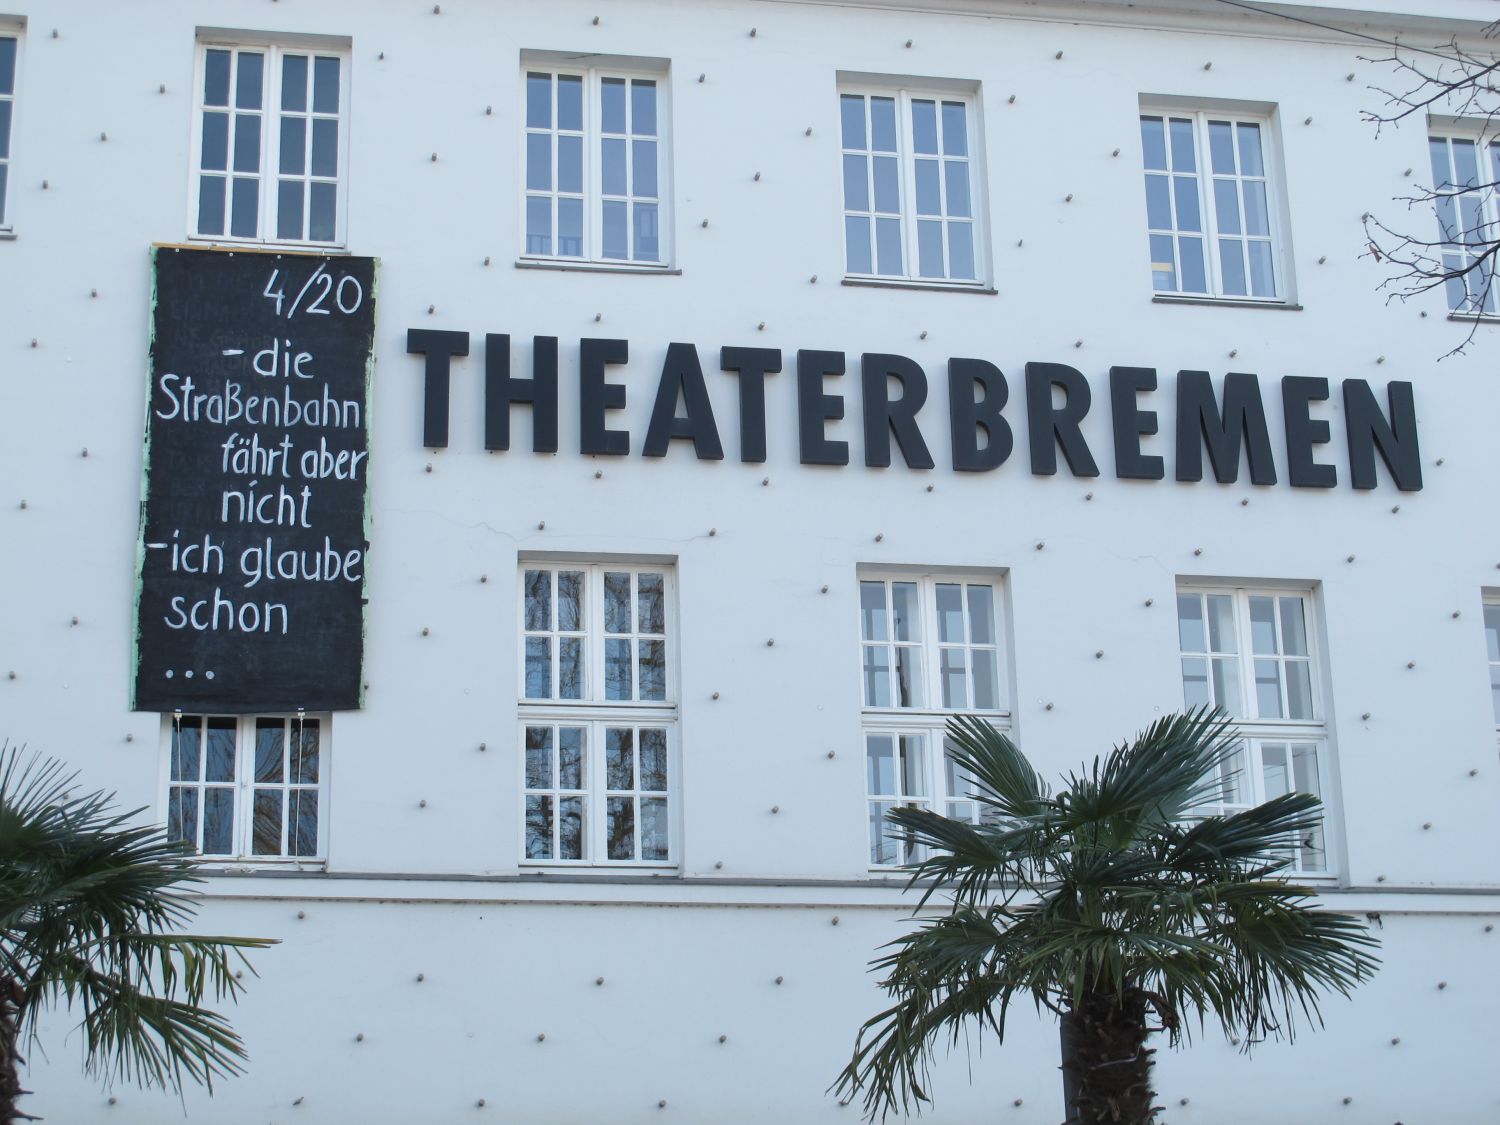 4/20
- die
Straßenbahn
fährt aber
nicht
- ich glaube
schon
...
THEATERBREMEN